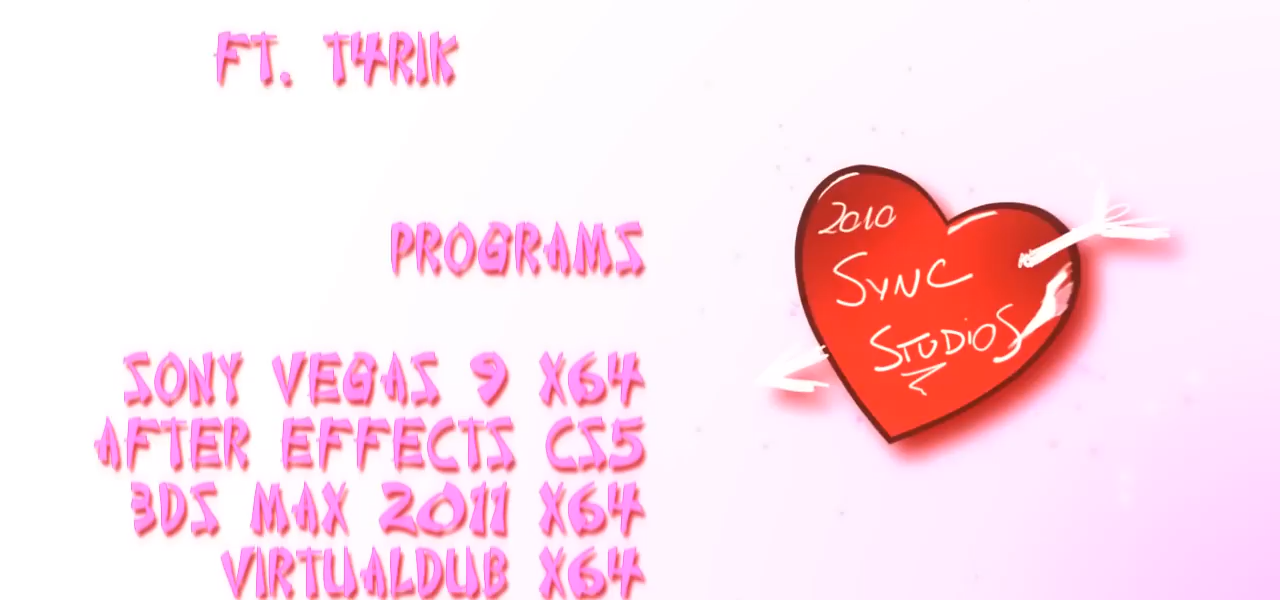 FT. T4RIK
PROGRAMS
SONY VEGAS 9 X64
AFTER EFFECTS CS5
3DS MAX 2011 X64
VIRTUALDUB X64
2010
SYNC
STUDIOS